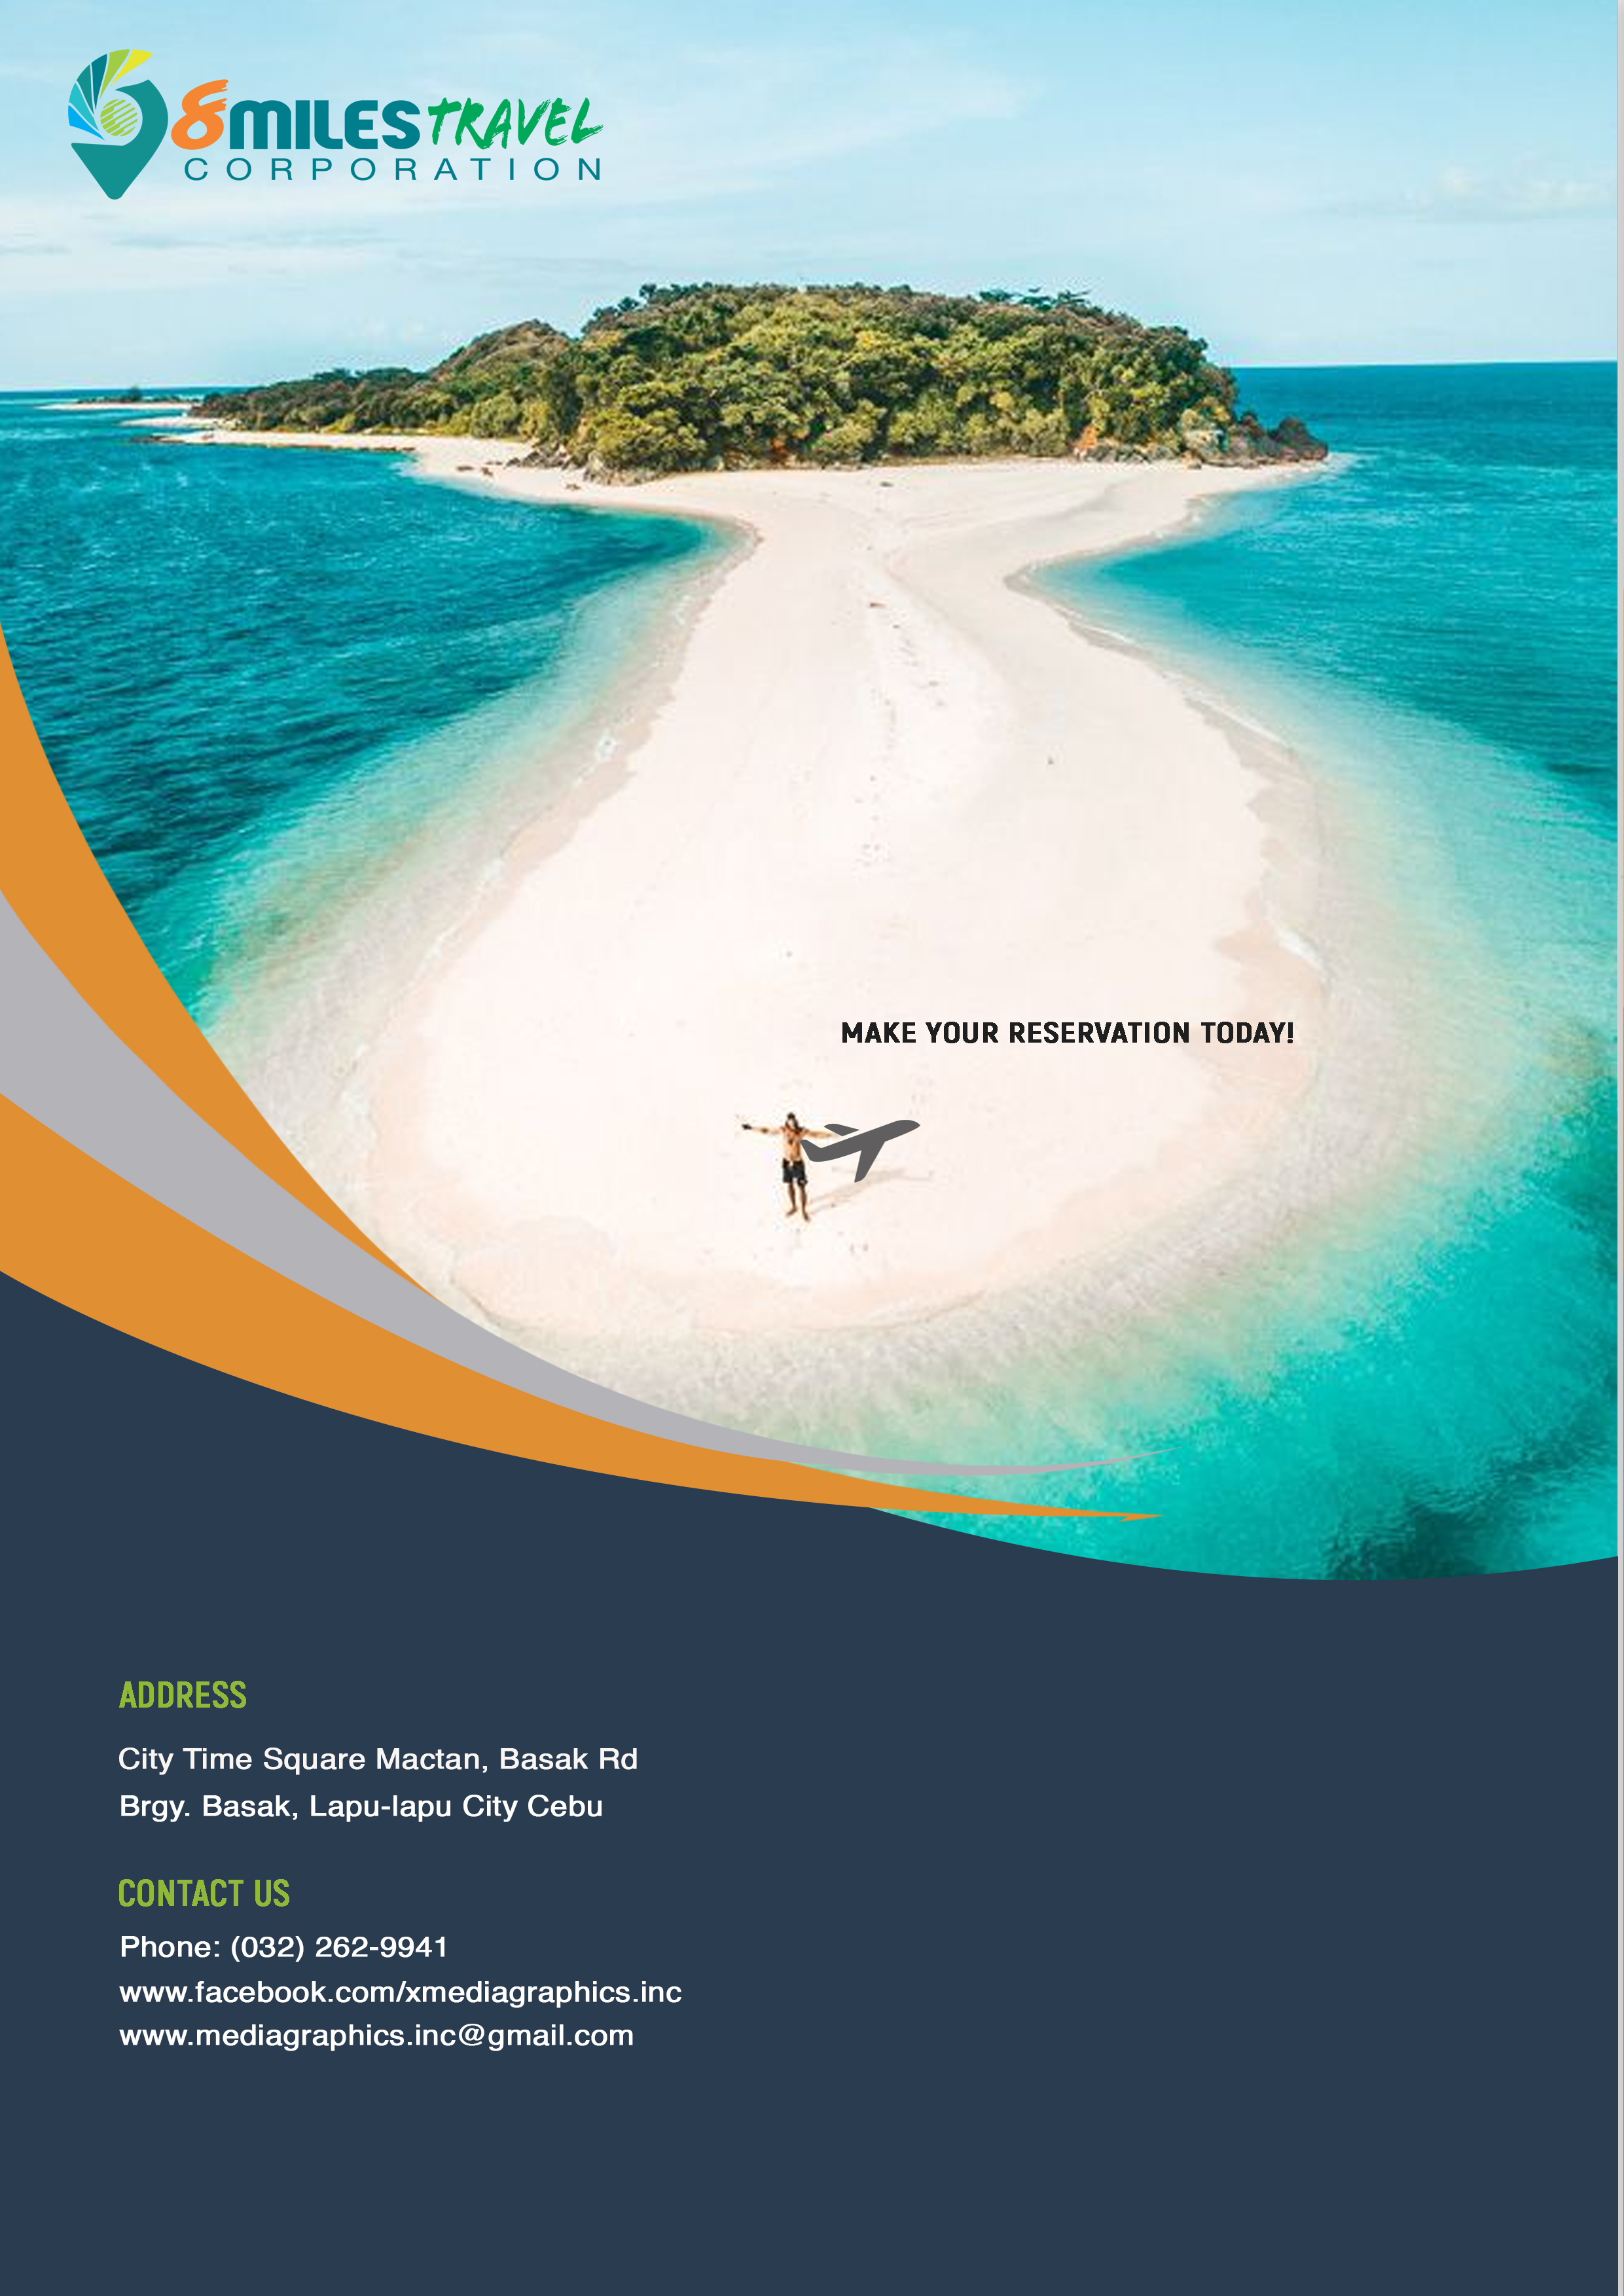 8MILES TRAVEL
CORPORATION
MAKE YOUR RESERVATION TODAY!
ADDRESS
City Time Square Mactan, Basak Rd
Brgy. Basak, Lapu-lapu City Cebu
CONTACT US
Phone: (032) 262-9941
www.facebook.com/xmediagraphics.inc
www.mediagraphics.inc@gmail.com